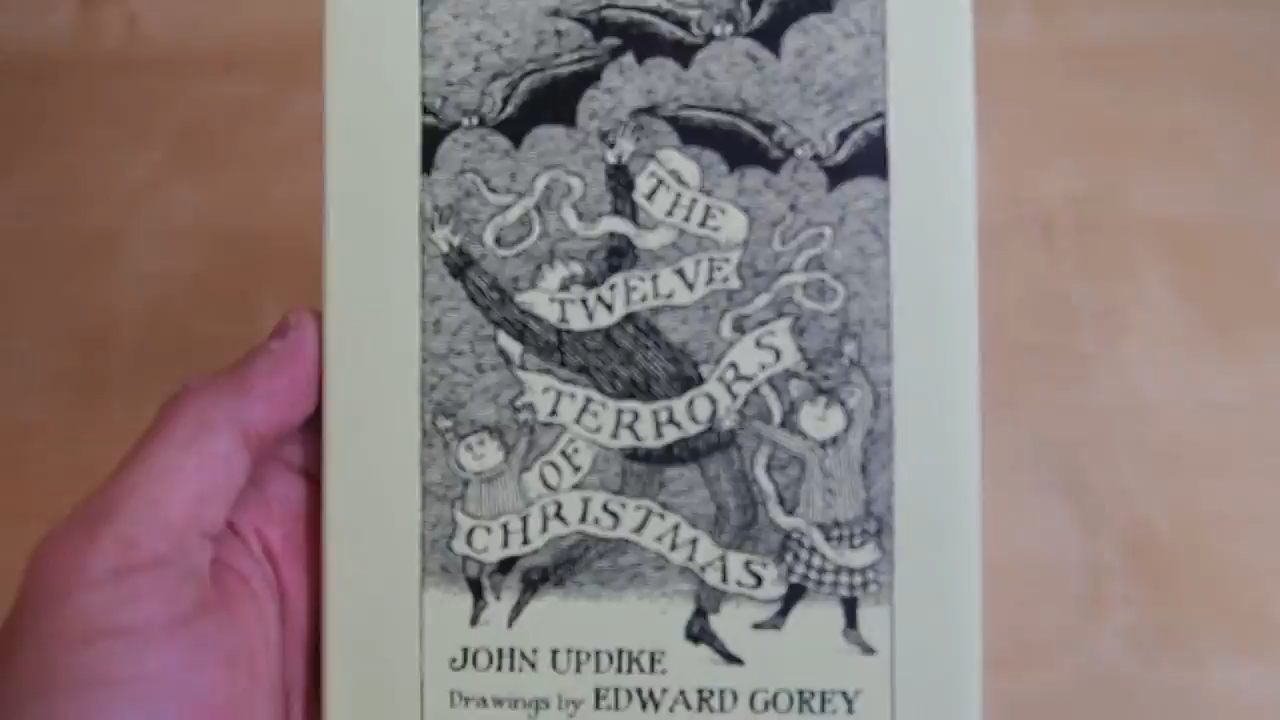 THE
TWELVE
TERRORS
OF
CHRISTMAS
JOHN UPDIKE
Drawings by EDWARD GOREY